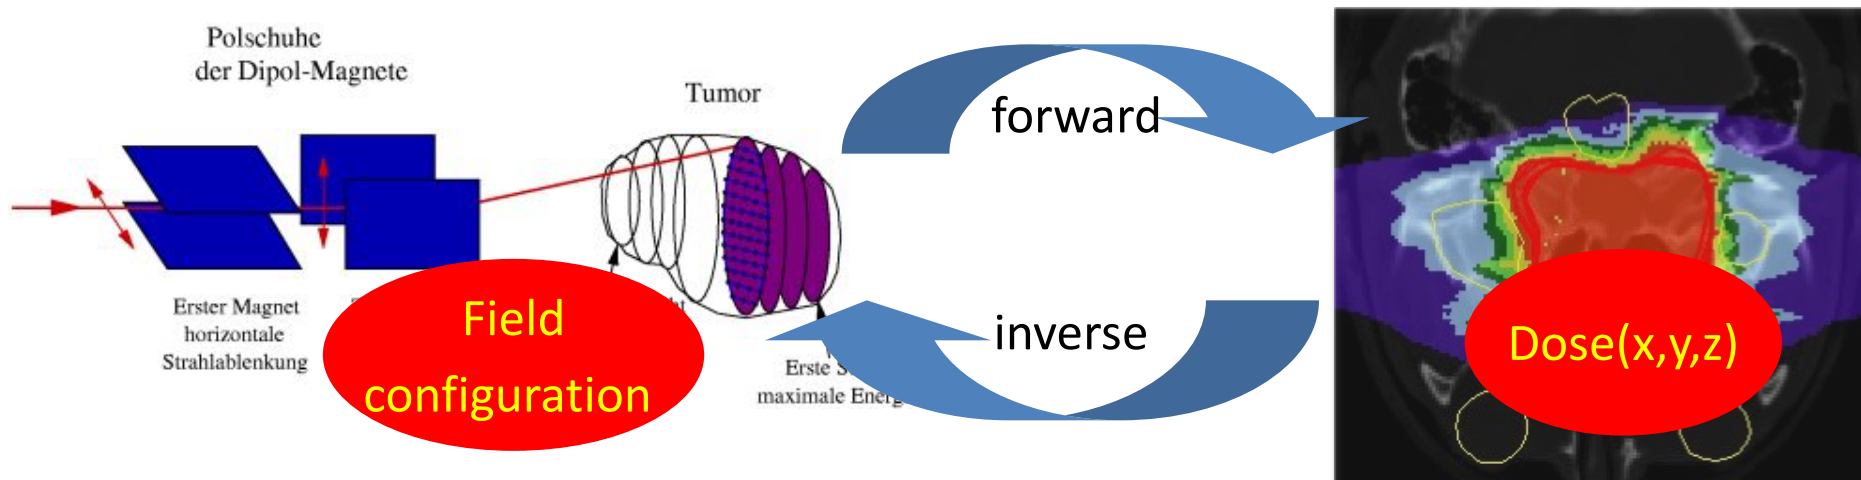 Polschuhe
der Dipol-Magnete
Tumor
Erster Magnet
horizontale
Strahlablenkung
Field
configuration
Erste
maximale
forward
inverse
Dose(x,y,z)